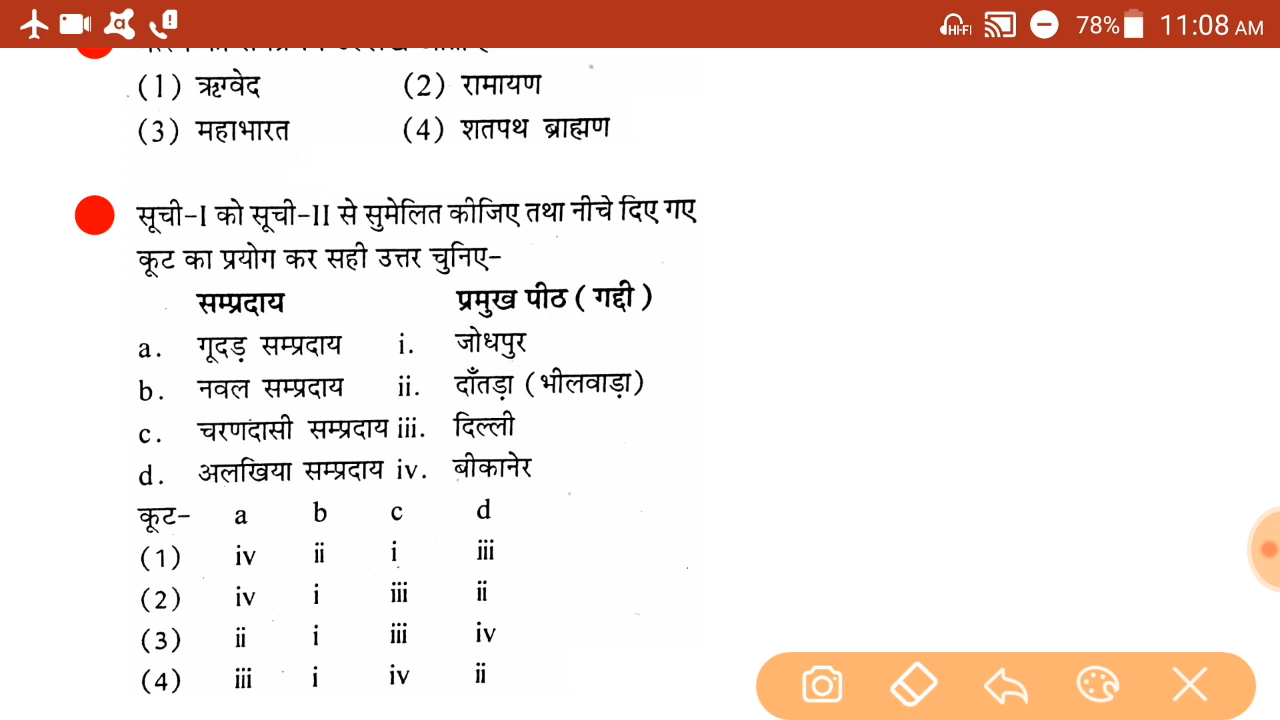 78% 11:08 AM
HI-FI
(1) ऋग्वेद (2) रामायण
(3) महाभारत (4) शतपथ ब्राह्मण
सूची-I को सूची-II से सुमेलित कीजिए तथा नीचे दिए गए
कूट का प्रयोग कर सही उत्तर चुनिए-
सम्प्रदाय प्रमुख पीठ ( गद्दी )
a. गूदड़ सम्प्रदाय i. जोधपुर
b. नवल सम्प्रदाय ii. दाँतड़ा (भीलवाड़ा)
c. चरणदासी सम्प्रदाय iii. दिल्ली
d. अलखिया सम्प्रदाय iv. बीकानेर
कूट- a b c d
(1) iv ii i iii
(2) iv i iii ii
(3) ii i iii iv
(4) iii i iv ii